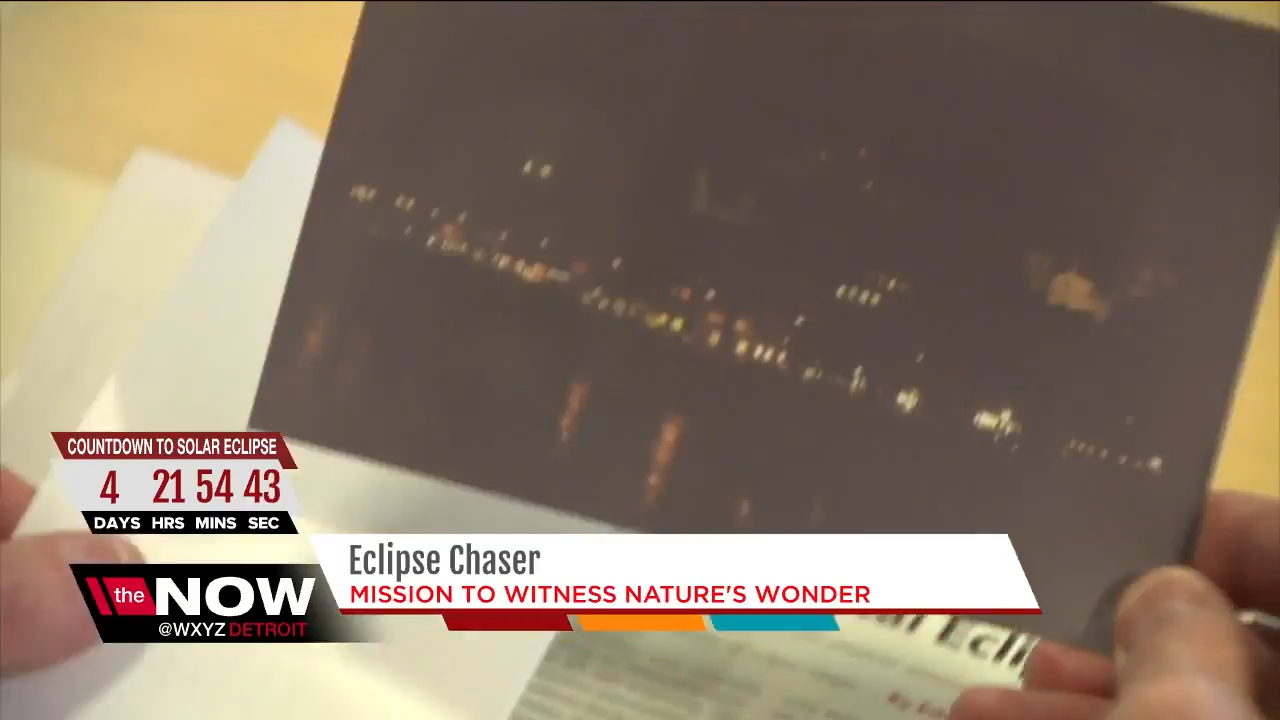 COUNTDOWN TO SOLAR ECLIPSE
4 21 54 43
DAYS HRS MINS SEC
Eclipse Chaser
MISSION TO WITNESS NATURE'S WONDER
the NOW
@WXYZ DETROIT
By